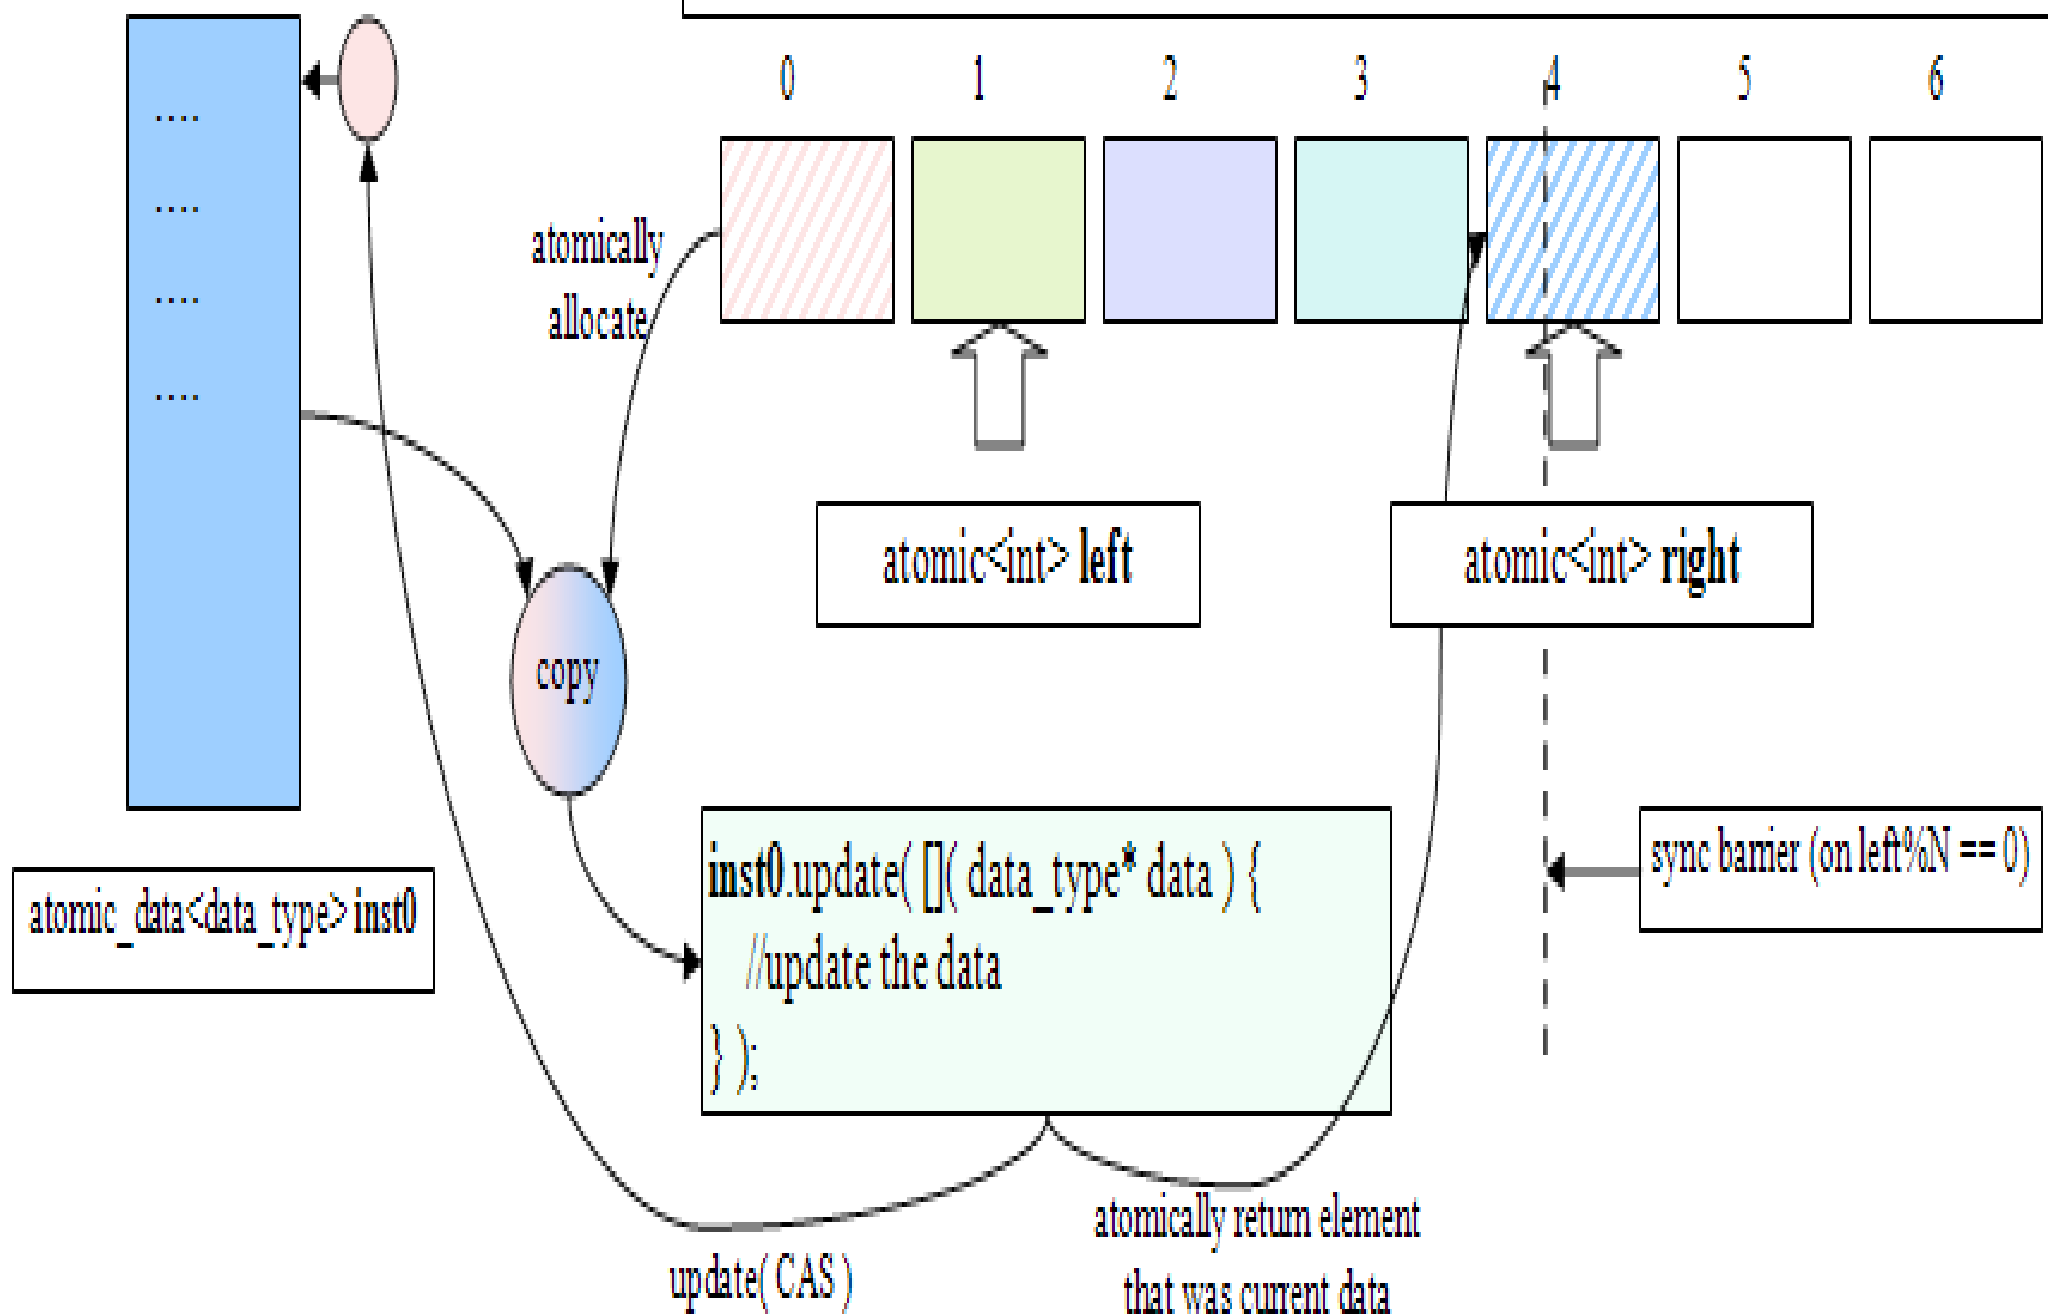 0 1 2 3 4 5 6
....
....
....
....
atomically
allocate
atomic<int> left
atomic<int> right
copy
inst0.update( []( data_type* data ) {
//update the data
} );
sync barrier (on left%N == 0)
atomic_data<data_type> inst0
atomically return element
that was current data
update( CAS )